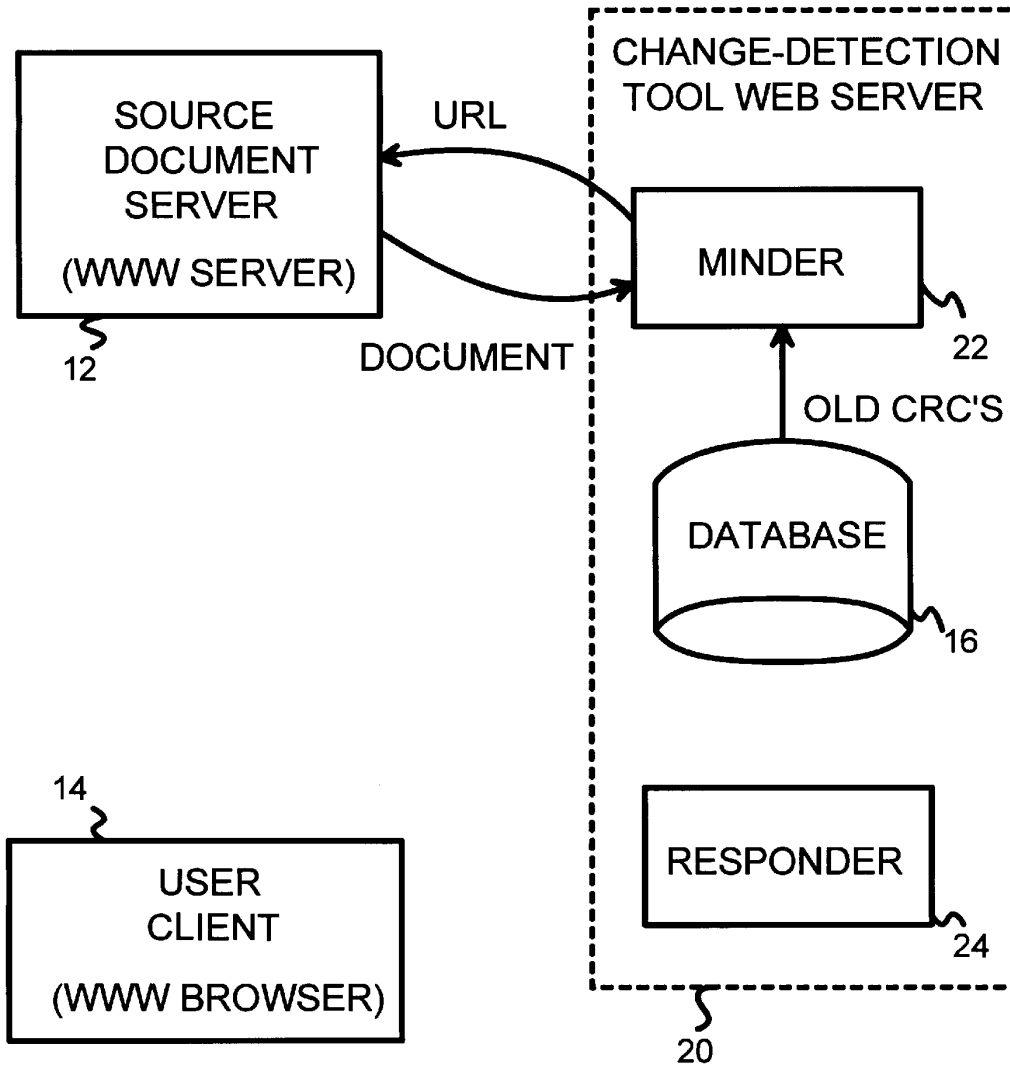 SOURCE
DOCUMENT
SERVER
(WWW SERVER)
12
URL
DOCUMENT
CHANGE-DETECTION
TOOL WEB SERVER
MINDER
22
OLD CRC'S
DATABASE
16
14
USER
CLIENT
(WWW BROWSER)
RESPONDER
24
20